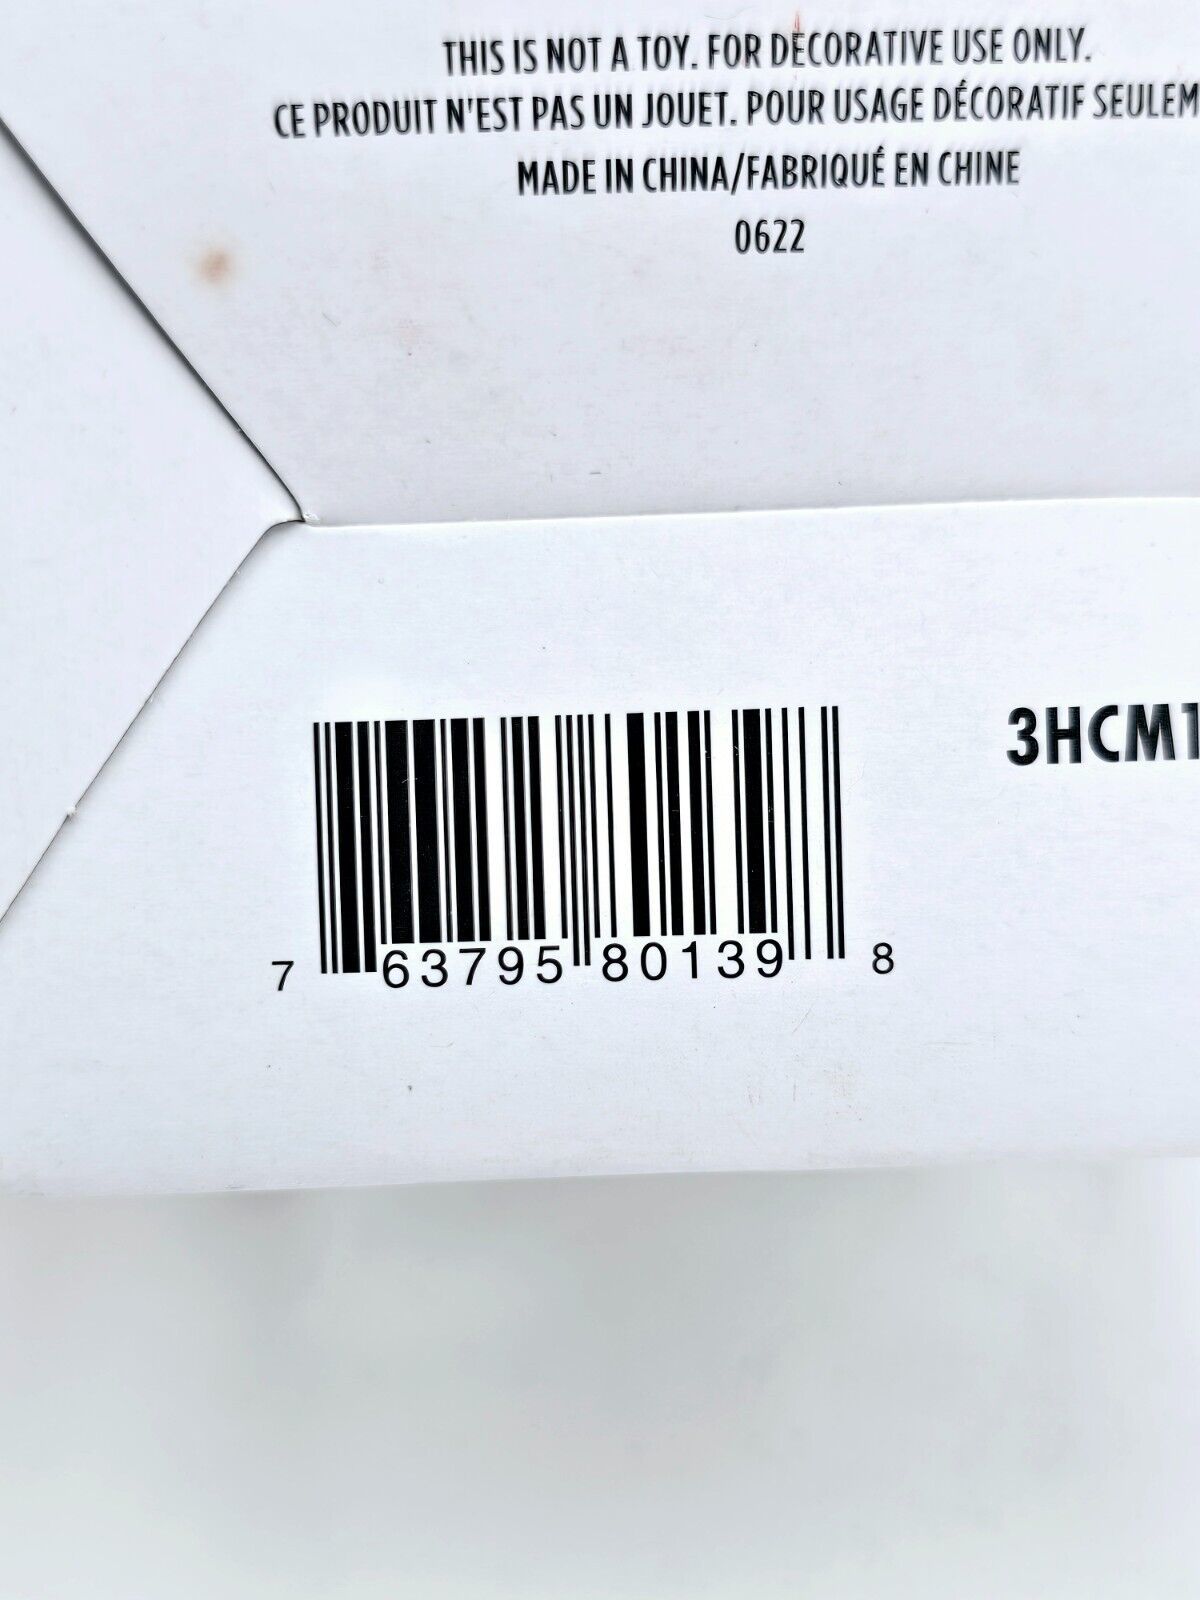 THIS IS NOT A TOY. FOR DECORATIVE USE ONLY.
CE PRODUIT N'EST PAS UN JOUET. POUR USAGE DÉCORATIF SEULEM
MADE IN CHINA/FABRIQUÉ EN CHINE
0622
3HCM1
7 63795 80139 8